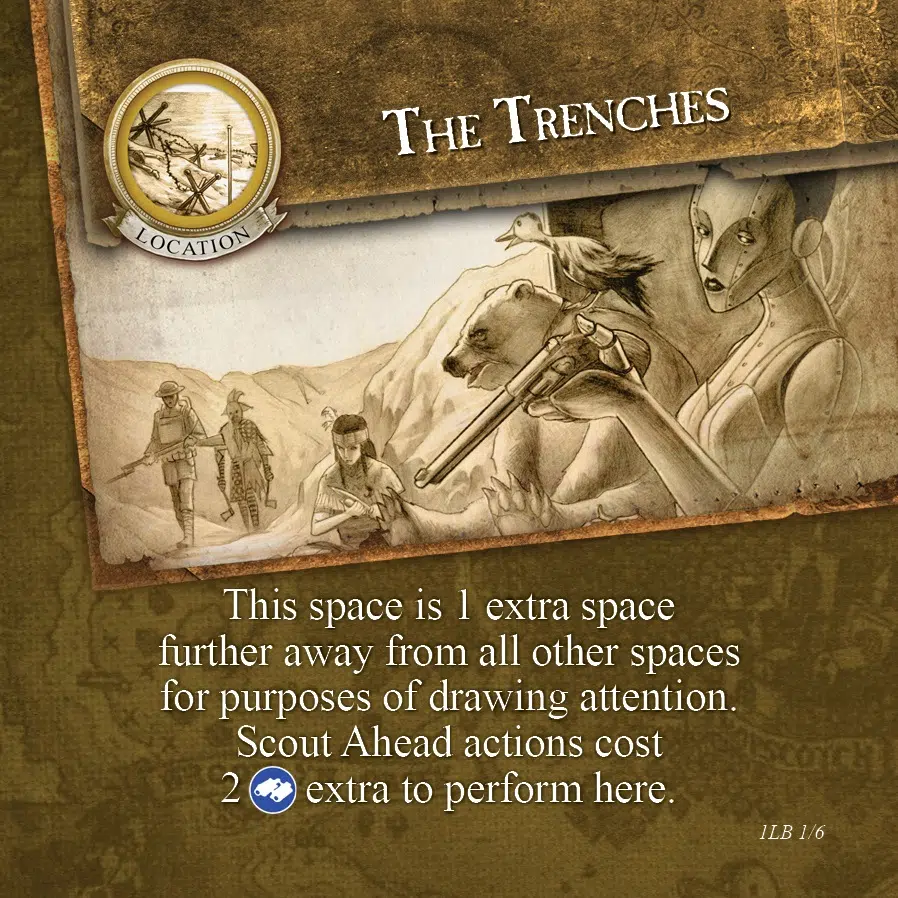 The Trenches
LOCATION
This space is 1 extra space
further away from all other spaces
for purposes of drawing attention.
Scout Ahead actions cost
2 extra to perform here.
1LB 1/6